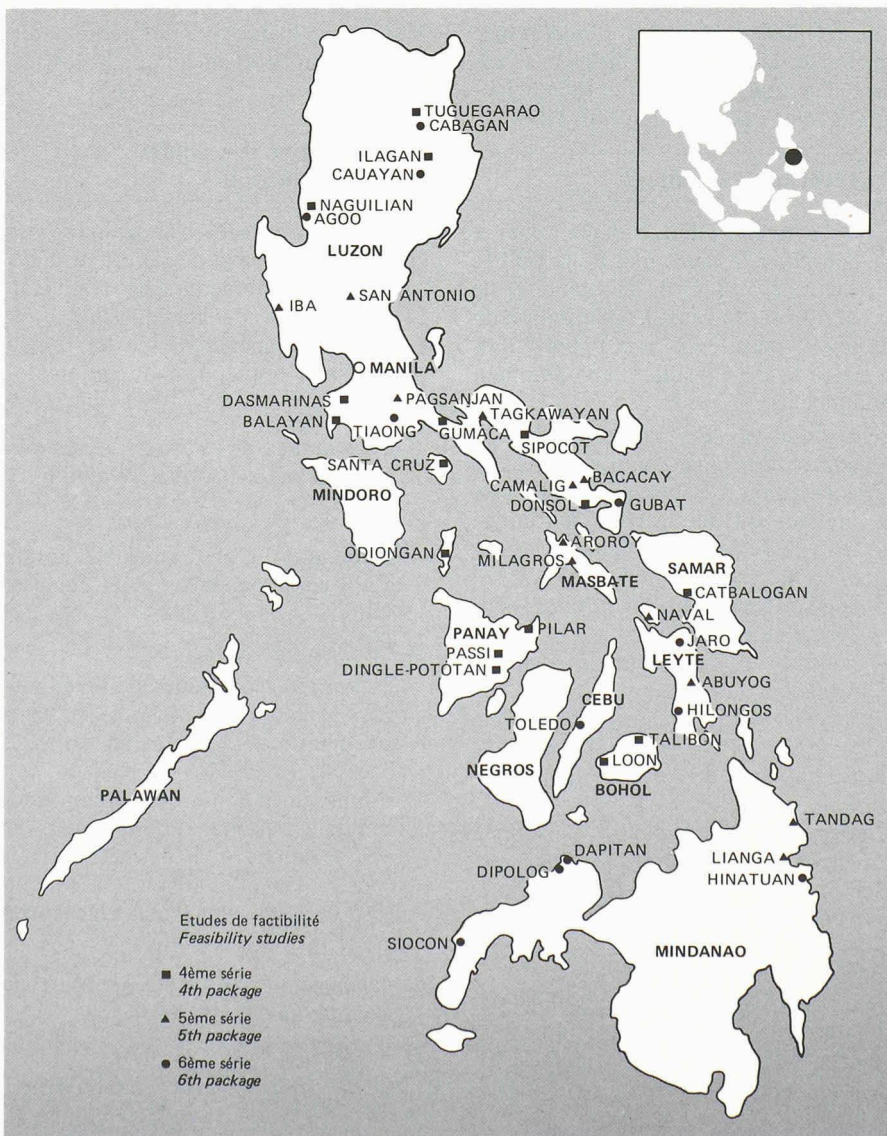 TUGUEGARAO
CABAGAN
ILAGAN
CAUAYAN
NAGUILIAN
AGOO
LUZON
SAN ANTONIO
IBA
MANILA
DASMARINAS
PAGSANJAN
TAGKAWAYAN
BALAYAN
TIAONG
GUMACA
SIPOCOT
SANTA CRUZ
MINDORO
CAMALIG
BACACAY
DONSOL
GUBAT
ODIONGAN
AROROY
MILAGROS
MASBATE
SAMAR
CATBALOGAN
NAVAL
PANAY
PILAR
JARO
PASSI
LEYTE
DINGLE-POTOTAN
ABUYOG
CEBU
HILONGOS
TOLEDO
TALIBON
LOON
NEGROS
BOHOL
PALAWAN
TANDAG
DAPITAN
LIANGA
DIPOLOG
HINATUAN
SIOCON
MINDANAO
Etudes de factibilité
Feasibility studies
4ème série
4th package
5ème série
5th package
6ème série
6th package